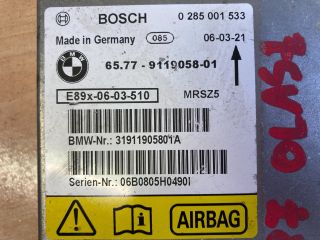 BOSCH 0 285 001 533
Made in Germany 085 06-03-21
BMW 65.77 - 9119058-01
E89x-06-03-510 MRSZ5
BMW-Nr.: 31911905801A
Serien-Nr.: 06B0805H0490I
AIRBAG